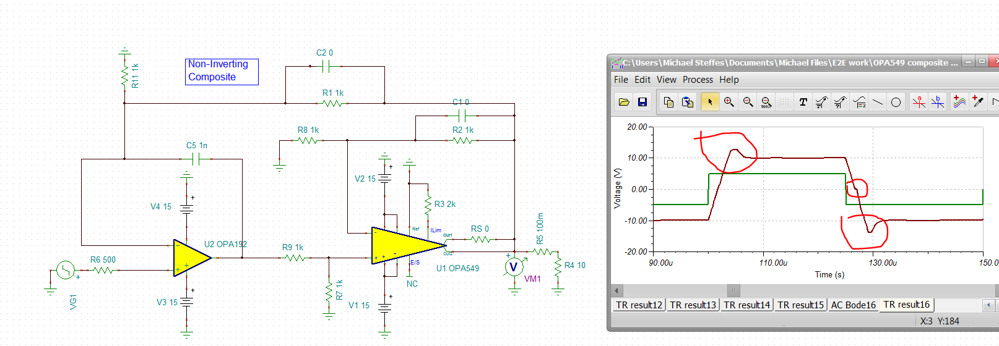 Non-Inverting
Composite
R11 1k
C2 0
R1 1k
C1 0
R8 1k
R2 1k
C5 1n
V4 15
V2 15
R3 2k
Ref
ILim
U2 OPA192
R9 1k
R6 500
VG1
V3 15
R7 1k
V1 15
E/S
NC
U1 OPA549
Out1
RS 0
R5 100m
R4 10
V
VM1
C:\Users\Michael Steffes\Documents\Michael Files\E2E work\OPA549 composite ...
File Edit View Process Help
100%
T
a
b
20.00
10.00
0.00
-10.00
-20.00
Voltage (V)
90.00u
110.00u
130.00u
150.0
Time (s)
TR result12
TR result13
TR result14
TR result15
AC Bode16
TR result16
X:3 Y:184